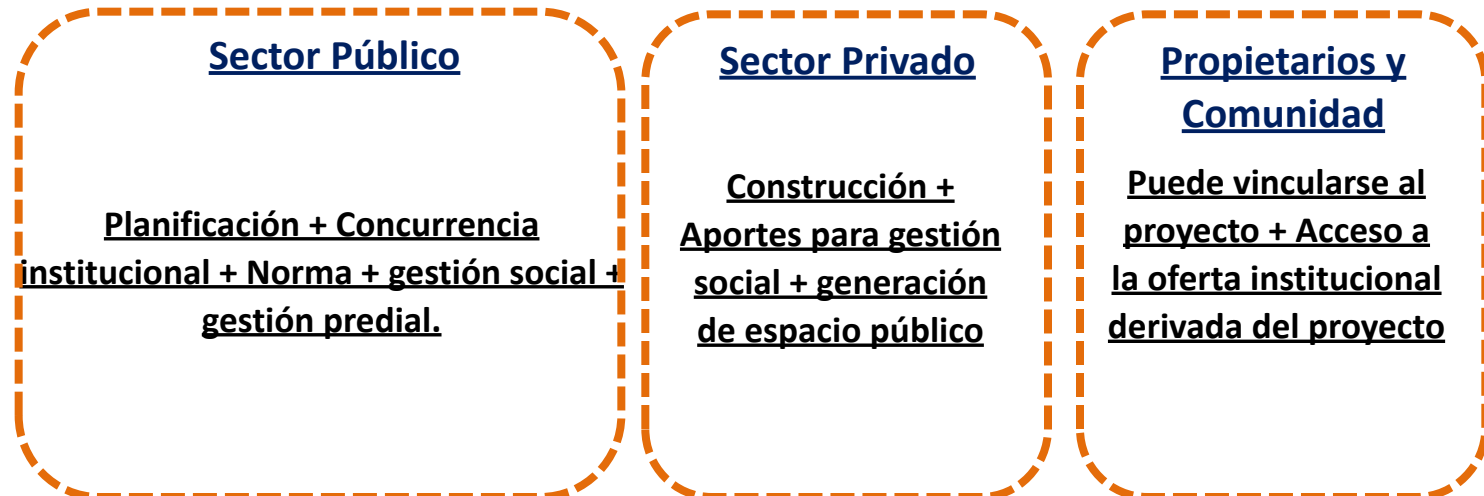 Sector Público
Planificación + Concurrencia
institucional + Norma + gestión social +
gestión predial.
Sector Privado
Construcción +
Aportes para gestión
social + generación
de espacio público
Propietarios y
Comunidad
Puede vincularse al
proyecto + Acceso a
la oferta institucional
derivada del proyecto